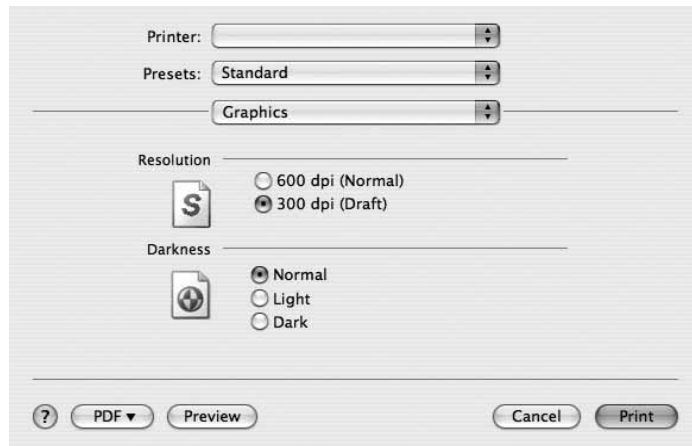 Printer:
Presets: Standard
Graphics
Resolution
600 dpi (Normal)
S 300 dpi (Draft)
Darkness
Normal
Light
Dark
? PDF▼ Preview Cancel Print